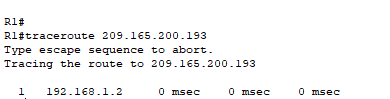 R1#
R1#traceroute 209.165.200.193
Type escape sequence to abort.
Tracing the route to 209.165.200.193
1 192.168.1.2 0 msec 0 msec 0 msec